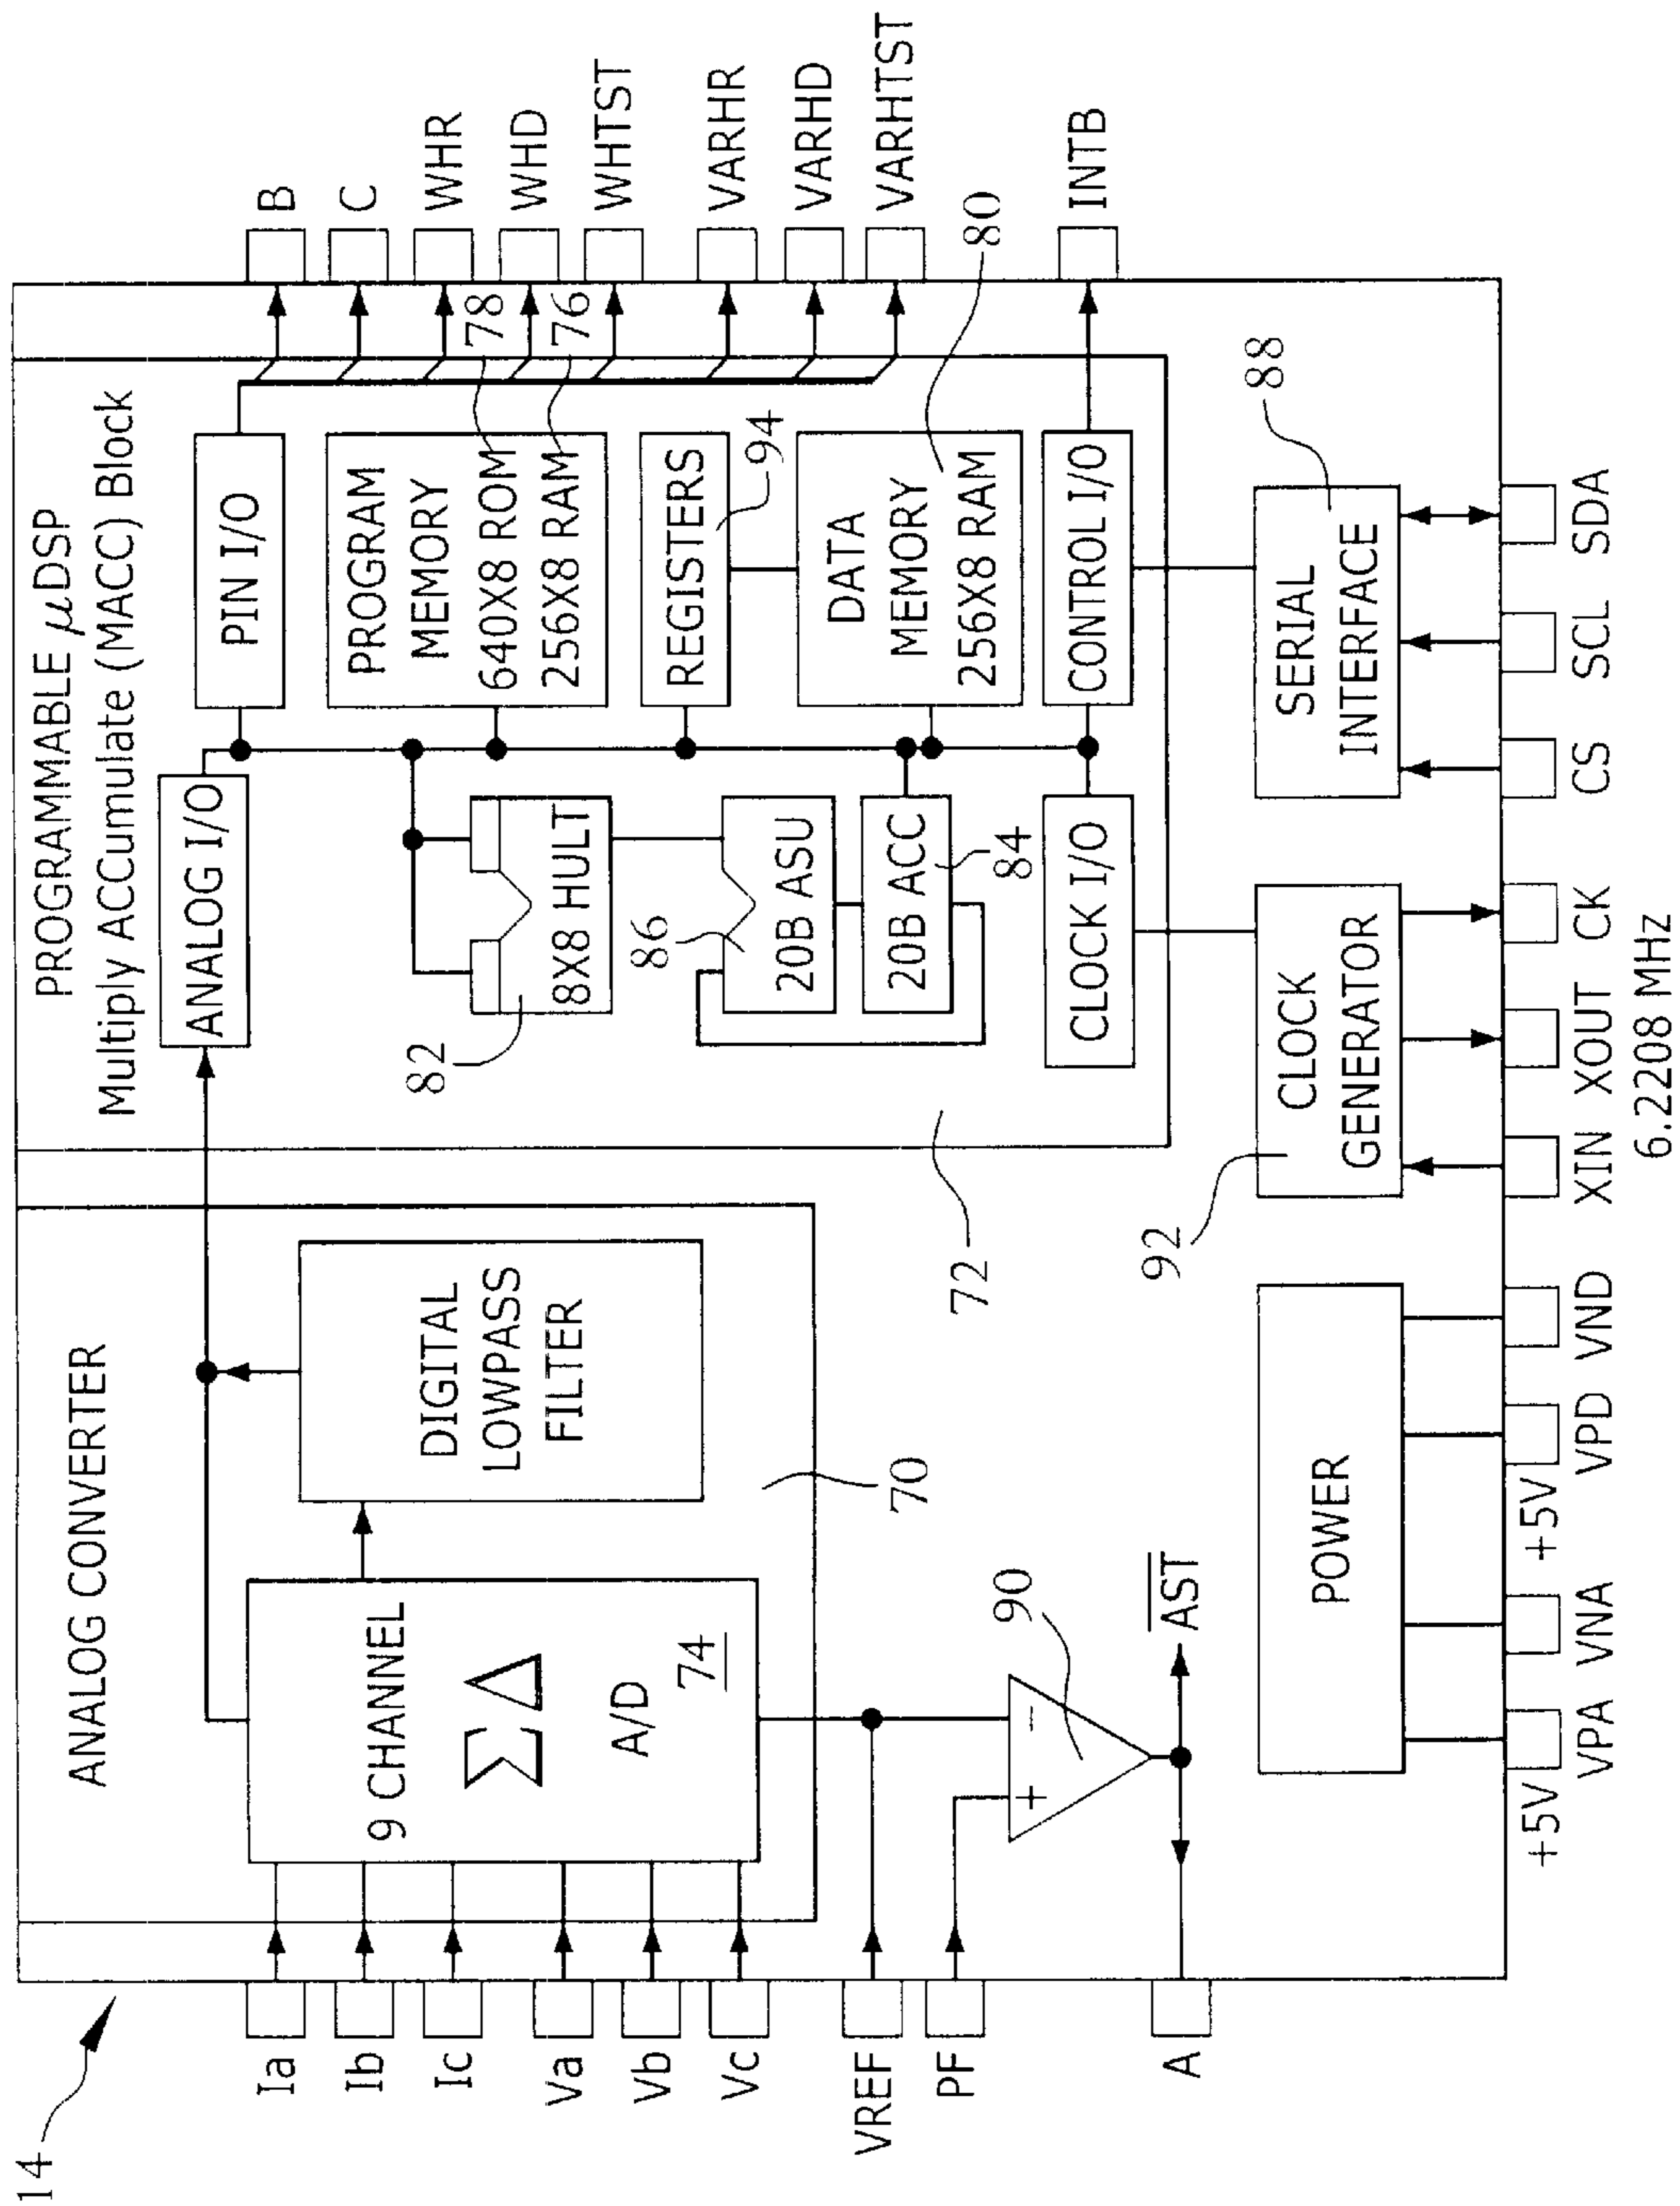 14
ANALOG CONVERTER
PROGRAMMABLE μDSP
Multiply ACCumulate (MACC) Block
Ia
Ib
Ic
Va
Vb
Vc
VREF
PF
A
9 CHANNEL
ΣΔ
A/D
74
DIGITAL
LOWPASS
FILTER
70
72
+
-
90
AST
ANALOG I/O
PIN I/O
PROGRAM
MEMORY
640X8 ROM
256X8 RAM
78
76
REGISTERS
94
DATA
MEMORY
256X8 RAM
80
8X8 HULT
82
20B ASU
86
20B ACC
84
CLOCK I/O
CONTROL I/O
B
C
WHR
WHD
WHTST
VARHR
VARHD
VARHTST
INTB
POWER
CLOCK
GENERATOR
92
SERIAL
INTERFACE
88
+5V
VPA
VNA
+5V
VPD
VND
XIN
XOUT
CK
CS
SCL
SDA
6.2208 MHz